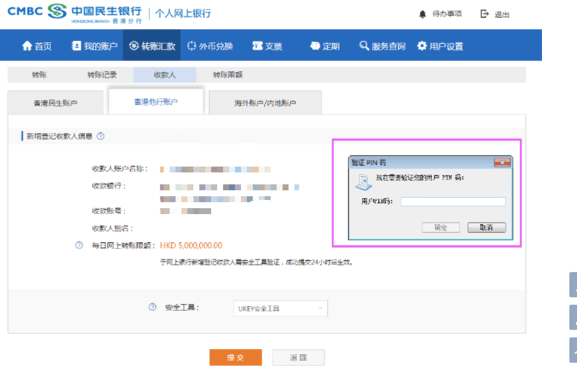 CMBC 中国民生银行 个人网上银行
HONGKONG BRANCH 香港分行
待办事项 退出
首页 我的账户 转账汇款 外币兑换 支票 定期 服务查询 用户设置
转账 转账记录 收款人 转账限额
香港民生账户 香港他行账户 海外账户/内地账户
新增登记收款人信息
收款人账户名称：
收款银行：
收款账号：
收款人别名：
每日网上转账限额： HKD 5,000,000.00
于网上银行新增登记收款人需安全工具验证，成功提交24小时后生效。
安全工具： UKEY安全工具
提交 返回
验证 PIN 码
现在需要验证您的用户 PIN 码：
用户PIN码：
确定 取消